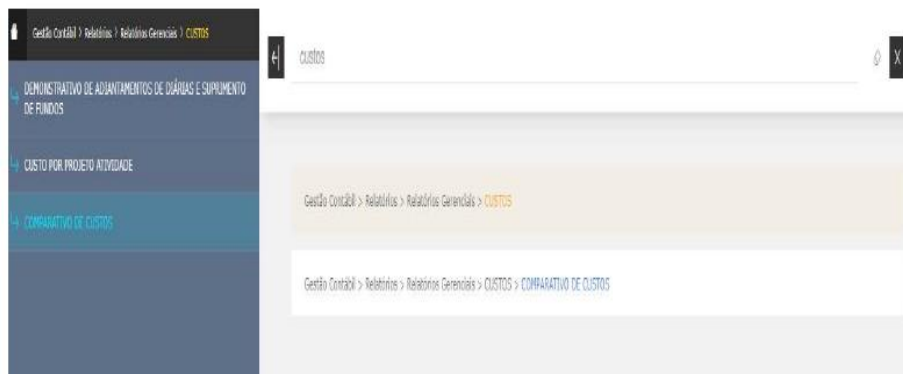 Gestão Contábil > Relatórios > Relatórios Gerenciais > CUSTOS
DEMONSTRATIVO DE ADIANTAMENTOS DE DIÁRIAS E SUPRIMENTO
DE FUNDOS
CUSTO POR PROJETO ATIVIDADE
COMPARATIVO DE CUSTOS
custos
X
Gestão Contábil > Relatórios > Relatórios Gerenciais > CUSTOS
Gestão Contábil > Relatórios > Relatórios Gerenciais > CUSTOS > COMPARATIVO DE CUSTOS